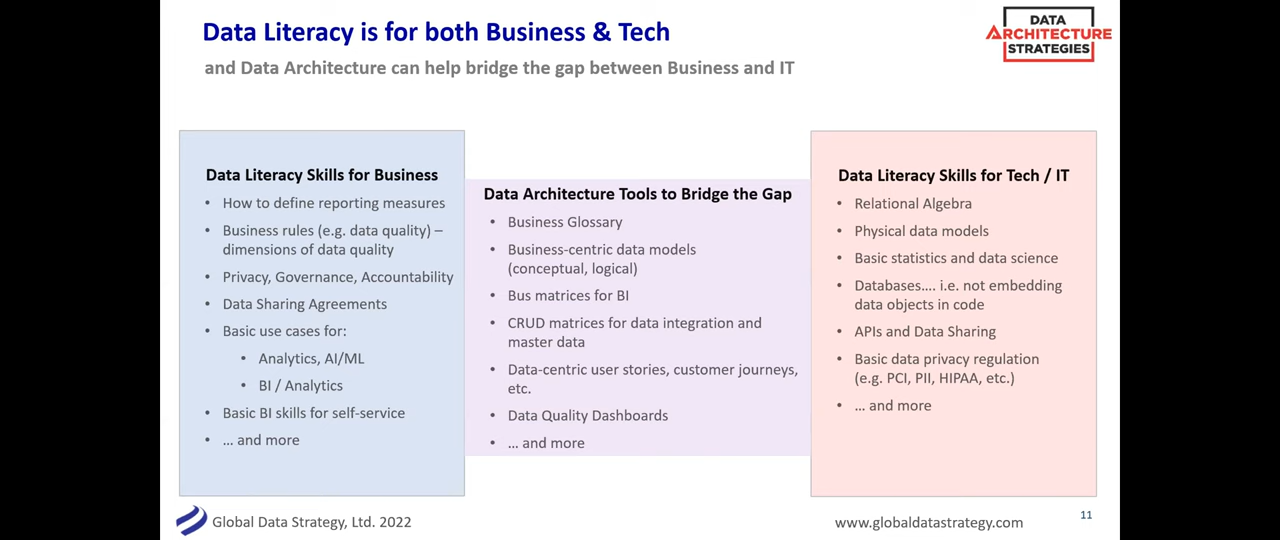 Data Literacy is for both Business & Tech
and Data Architecture can help bridge the gap between Business and IT
DATA
ARCHITECTURE
STRATEGIES
Data Literacy Skills for Business
• How to define reporting measures
• Business rules (e.g. data quality) –
dimensions of data quality
• Privacy, Governance, Accountability
• Data Sharing Agreements
• Basic use cases for:
• Analytics, AI/ML
• BI / Analytics
• Basic BI skills for self-service
• … and more
Data Architecture Tools to Bridge the Gap
• Business Glossary
• Business-centric data models
(conceptual, logical)
• Bus matrices for BI
• CRUD matrices for data integration and
master data
• Data-centric user stories, customer journeys,
etc.
• Data Quality Dashboards
• … and more
Data Literacy Skills for Tech / IT
• Relational Algebra
• Physical data models
• Basic statistics and data science
• Databases.... i.e. not embedding
data objects in code
• APIs and Data Sharing
• Basic data privacy regulation
(e.g. PCI, PII, HIPAA, etc.)
• … and more
Global Data Strategy, Ltd. 2022
www.globaldatastrategy.com
11